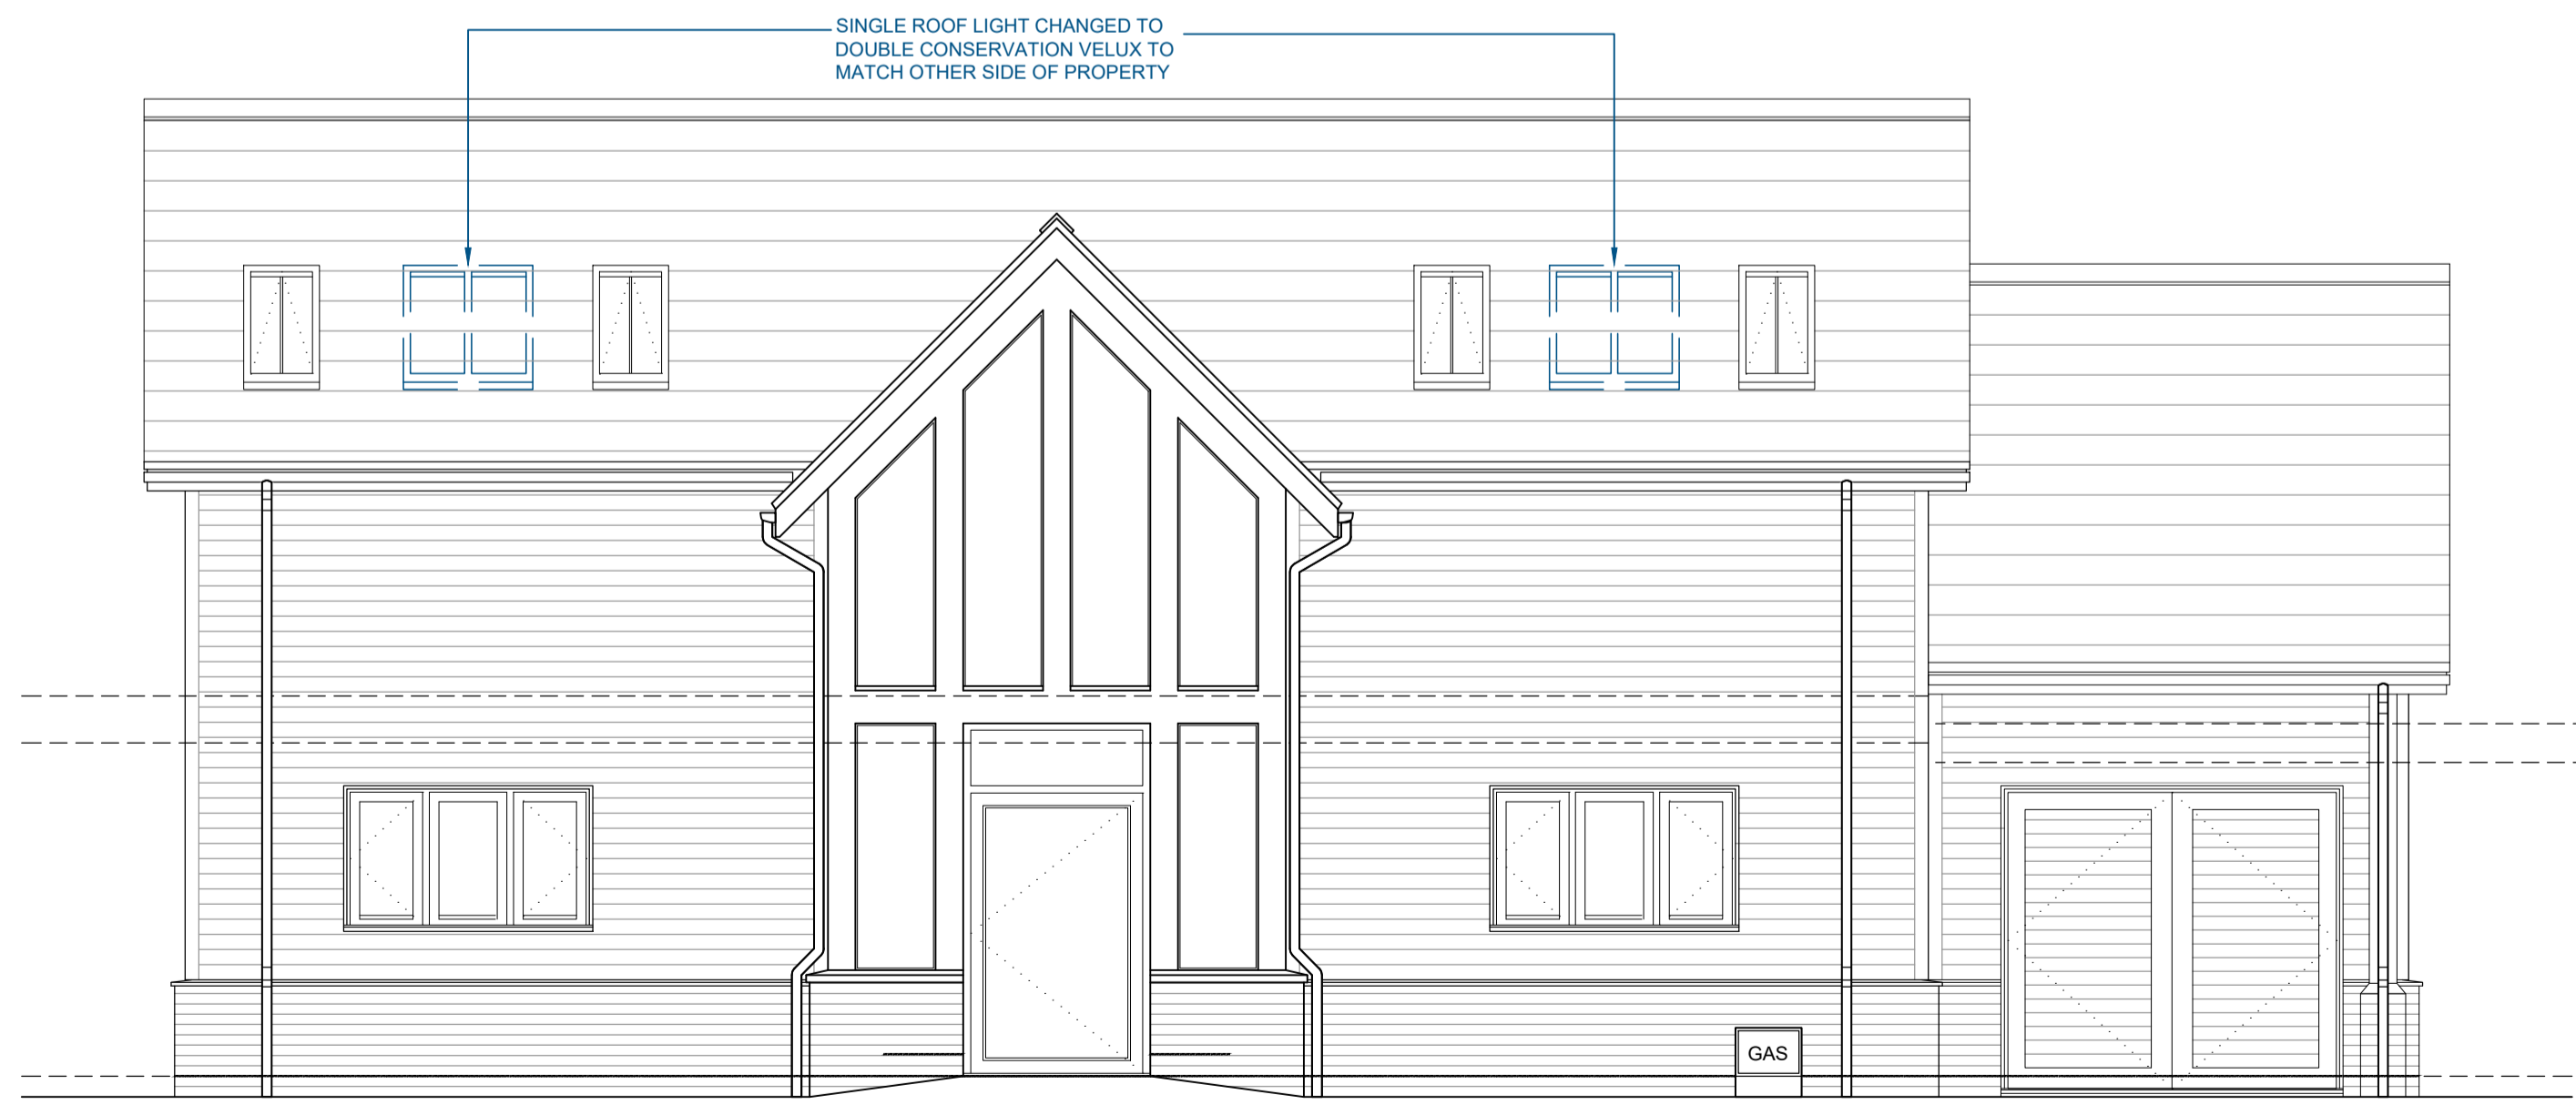 SINGLE ROOF LIGHT CHANGED TO
DOUBLE CONSERVATION VELUX TO
MATCH OTHER SIDE OF PROPERTY
GAS